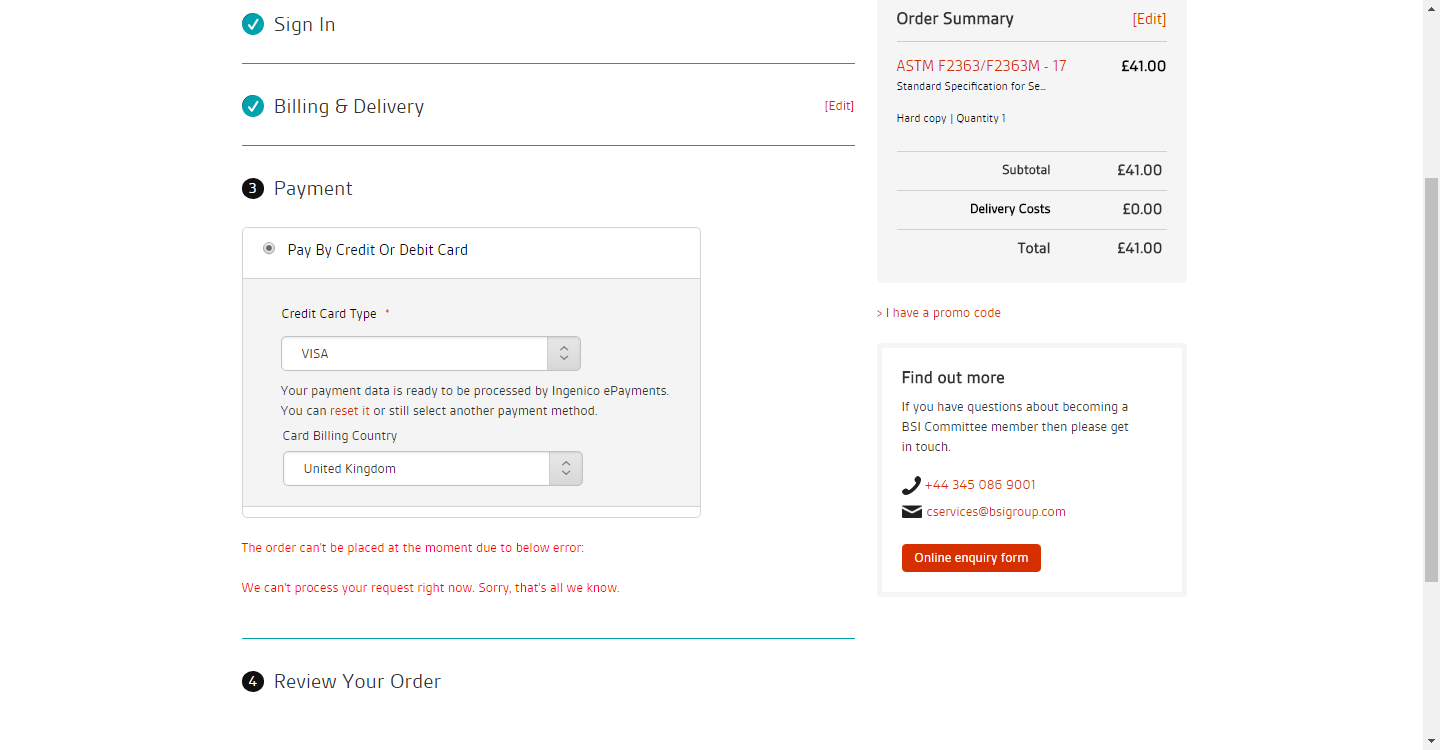 Sign In
Billing & Delivery
[Edit]
3 Payment
Pay By Credit Or Debit Card
Credit Card Type *
VISA
Your payment data is ready to be processed by Ingenico ePayments.
You can reset it or still select another payment method.
Card Billing Country
United Kingdom
The order can't be placed at the moment due to below error:
We can't process your request right now. Sorry, that's all we know.
4 Review Your Order
Order Summary
[Edit]
ASTM F2363/F2363M - 17
£41.00
Standard Specification for Se...
Hard copy | Quantity 1
Subtotal £41.00
Delivery Costs £0.00
Total £41.00
> I have a promo code
Find out more
If you have questions about becoming a
BSI Committee member then please get
in touch.
+44 345 086 9001
cservices@bsigroup.com
Online enquiry form